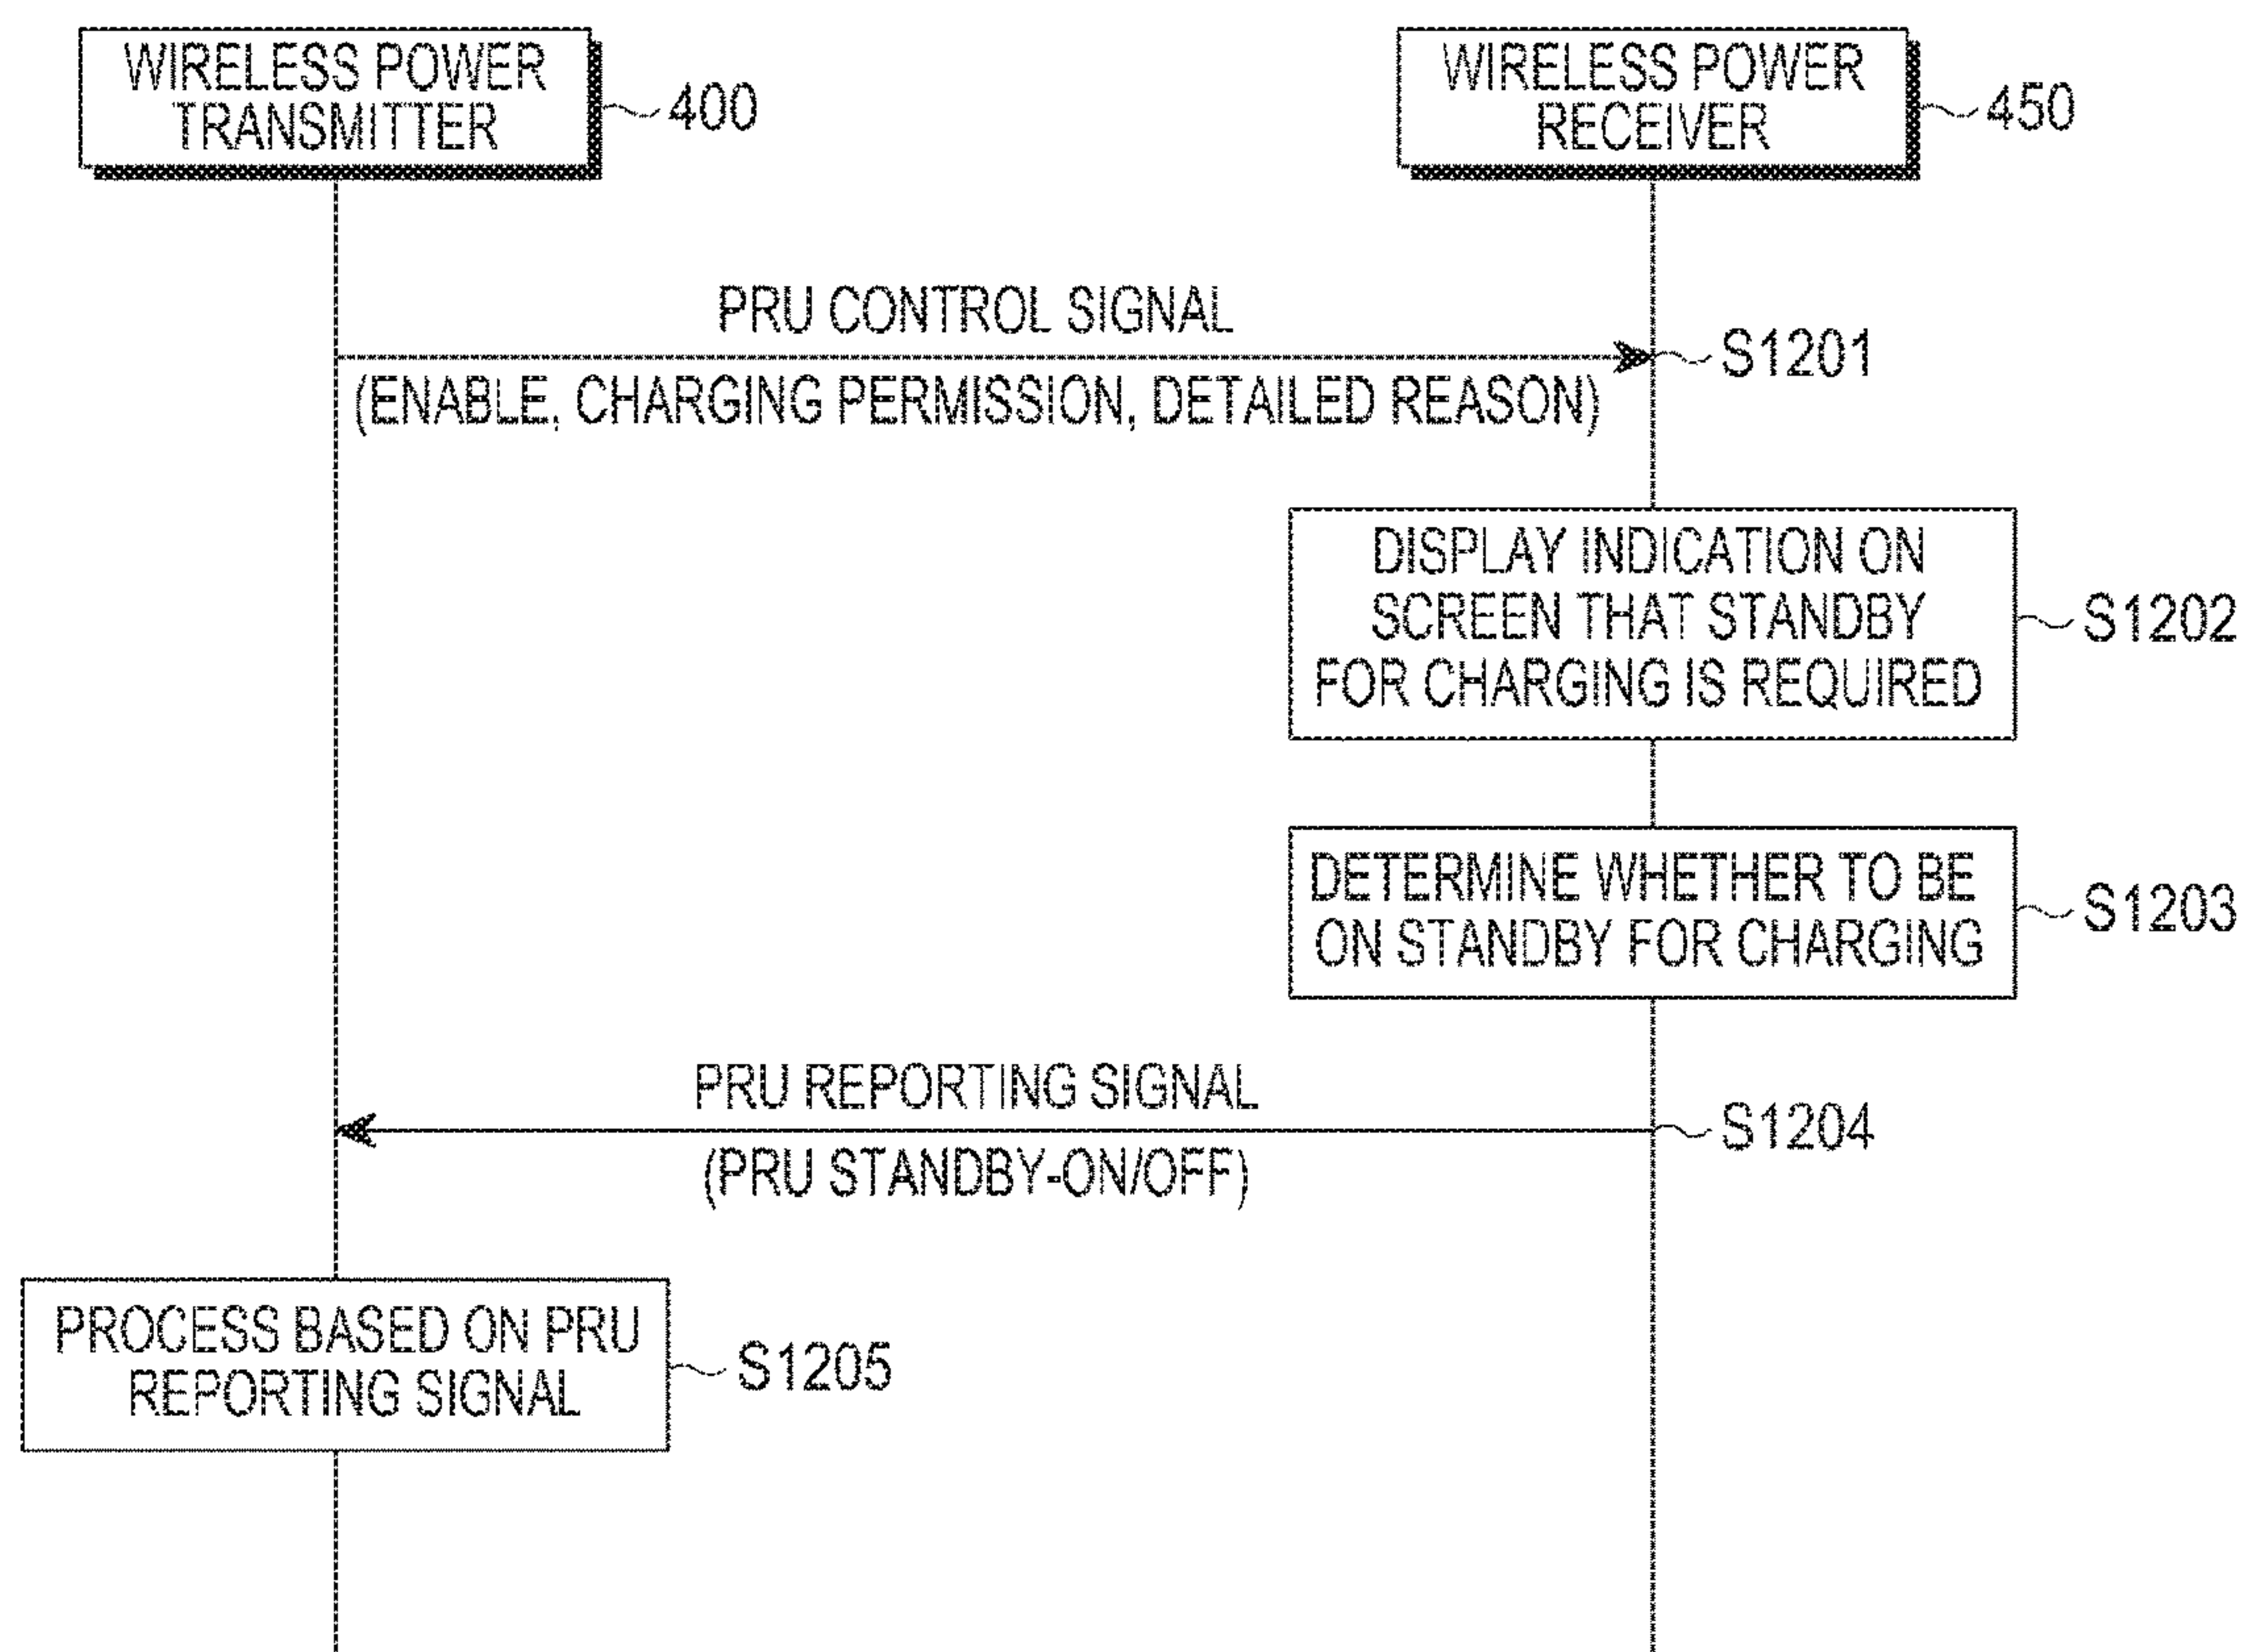 WIRELESS POWER
TRANSMITTER
400
WIRELESS POWER
RECEIVER
450
PRU CONTROL SIGNAL
S1201
(ENABLE, CHARGING PERMISSION, DETAILED REASON)
DISPLAY INDICATION ON
SCREEN THAT STANDBY
FOR CHARGING IS REQUIRED
S1202
DETERMINE WHETHER TO BE
ON STANDBY FOR CHARGING
S1203
PRU REPORTING SIGNAL
S1204
(PRU STANDBY-ON/OFF)
PROCESS BASED ON PRU
REPORTING SIGNAL
S1205